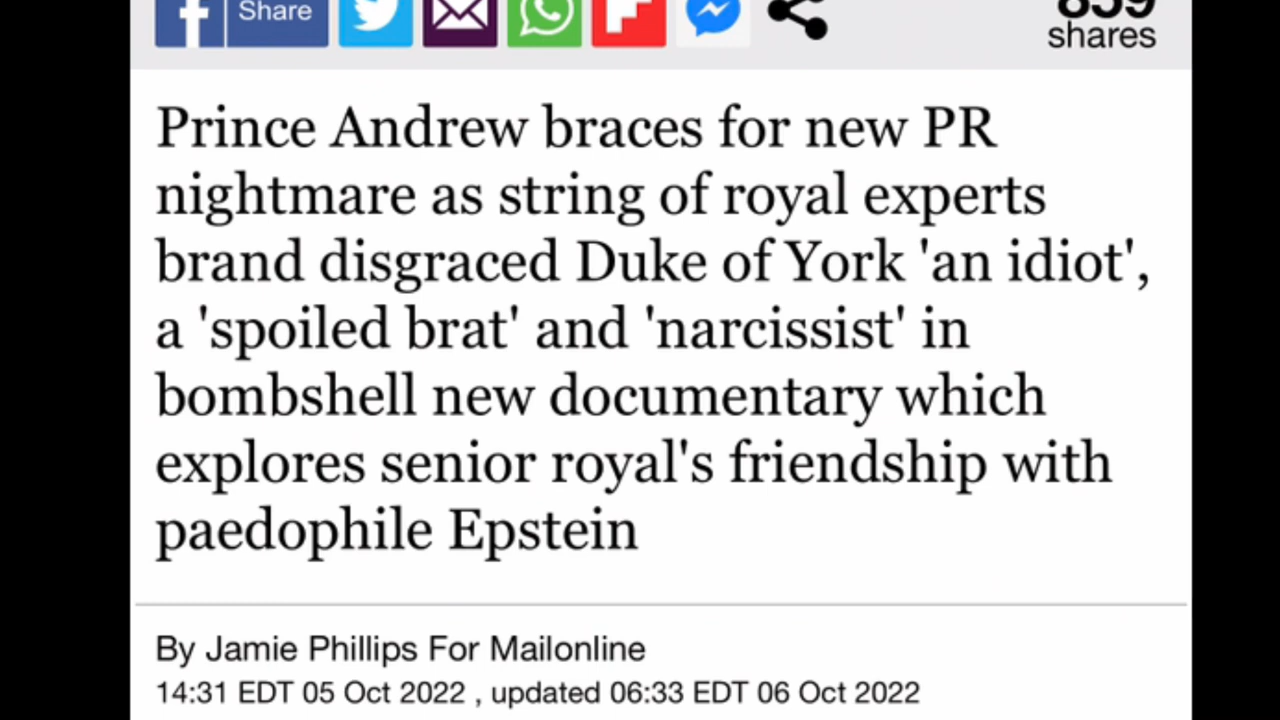 Share
859
shares
Prince Andrew braces for new PR
nightmare as string of royal experts
brand disgraced Duke of York 'an idiot',
a 'spoiled brat' and 'narcissist' in
bombshell new documentary which
explores senior royal's friendship with
paedophile Epstein
By Jamie Phillips For Mailonline
14:31 EDT 05 Oct 2022 , updated 06:33 EDT 06 Oct 2022